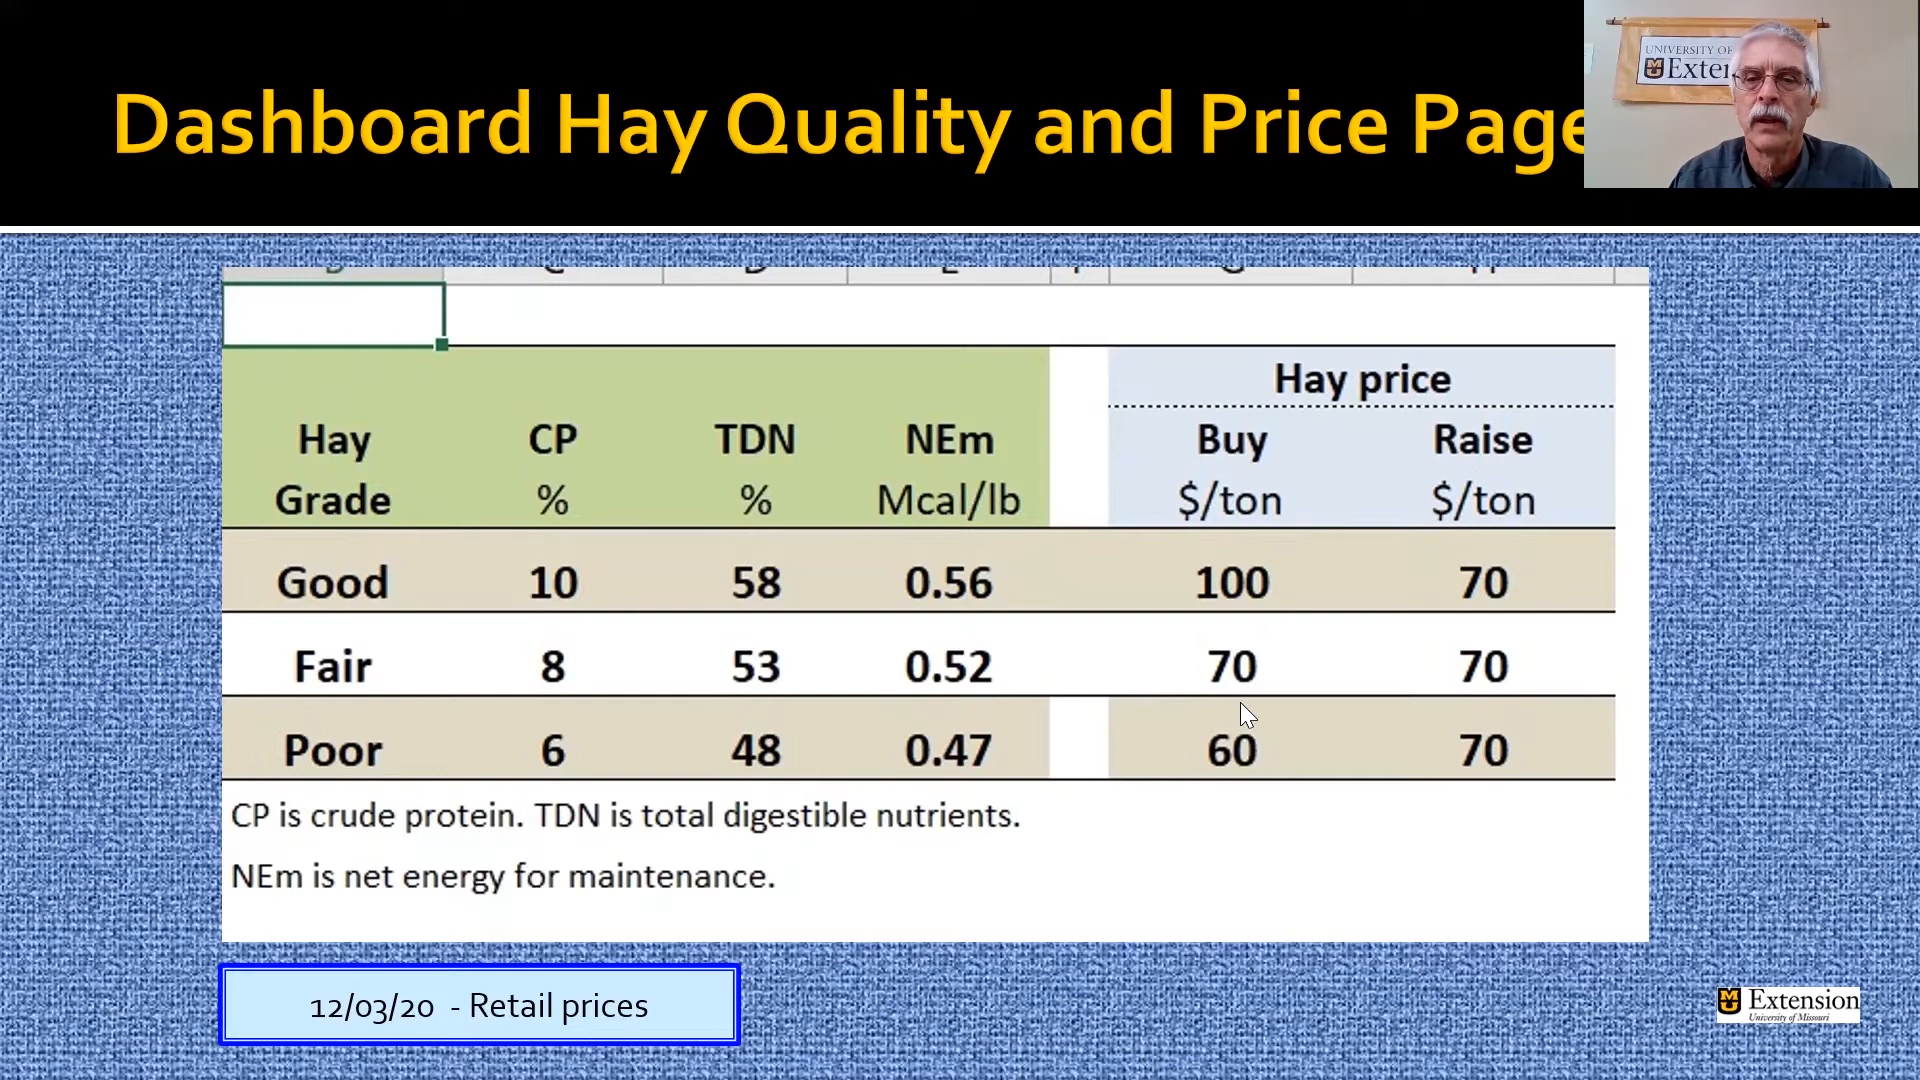 Dashboard Hay Quality and Price Page
UNIVERSITY OF
Exte
Hay price
Hay CP TDN NEm Buy Raise
Grade % % Mcal/lb $/ton $/ton
Good 10 58 0.56 100 70
Fair 8 53 0.52 70 70
Poor 6 48 0.47 60 70
CP is crude protein. TDN is total digestible nutrients.
NEm is net energy for maintenance.
12/03/20 - Retail prices
Extension
University of Missouri